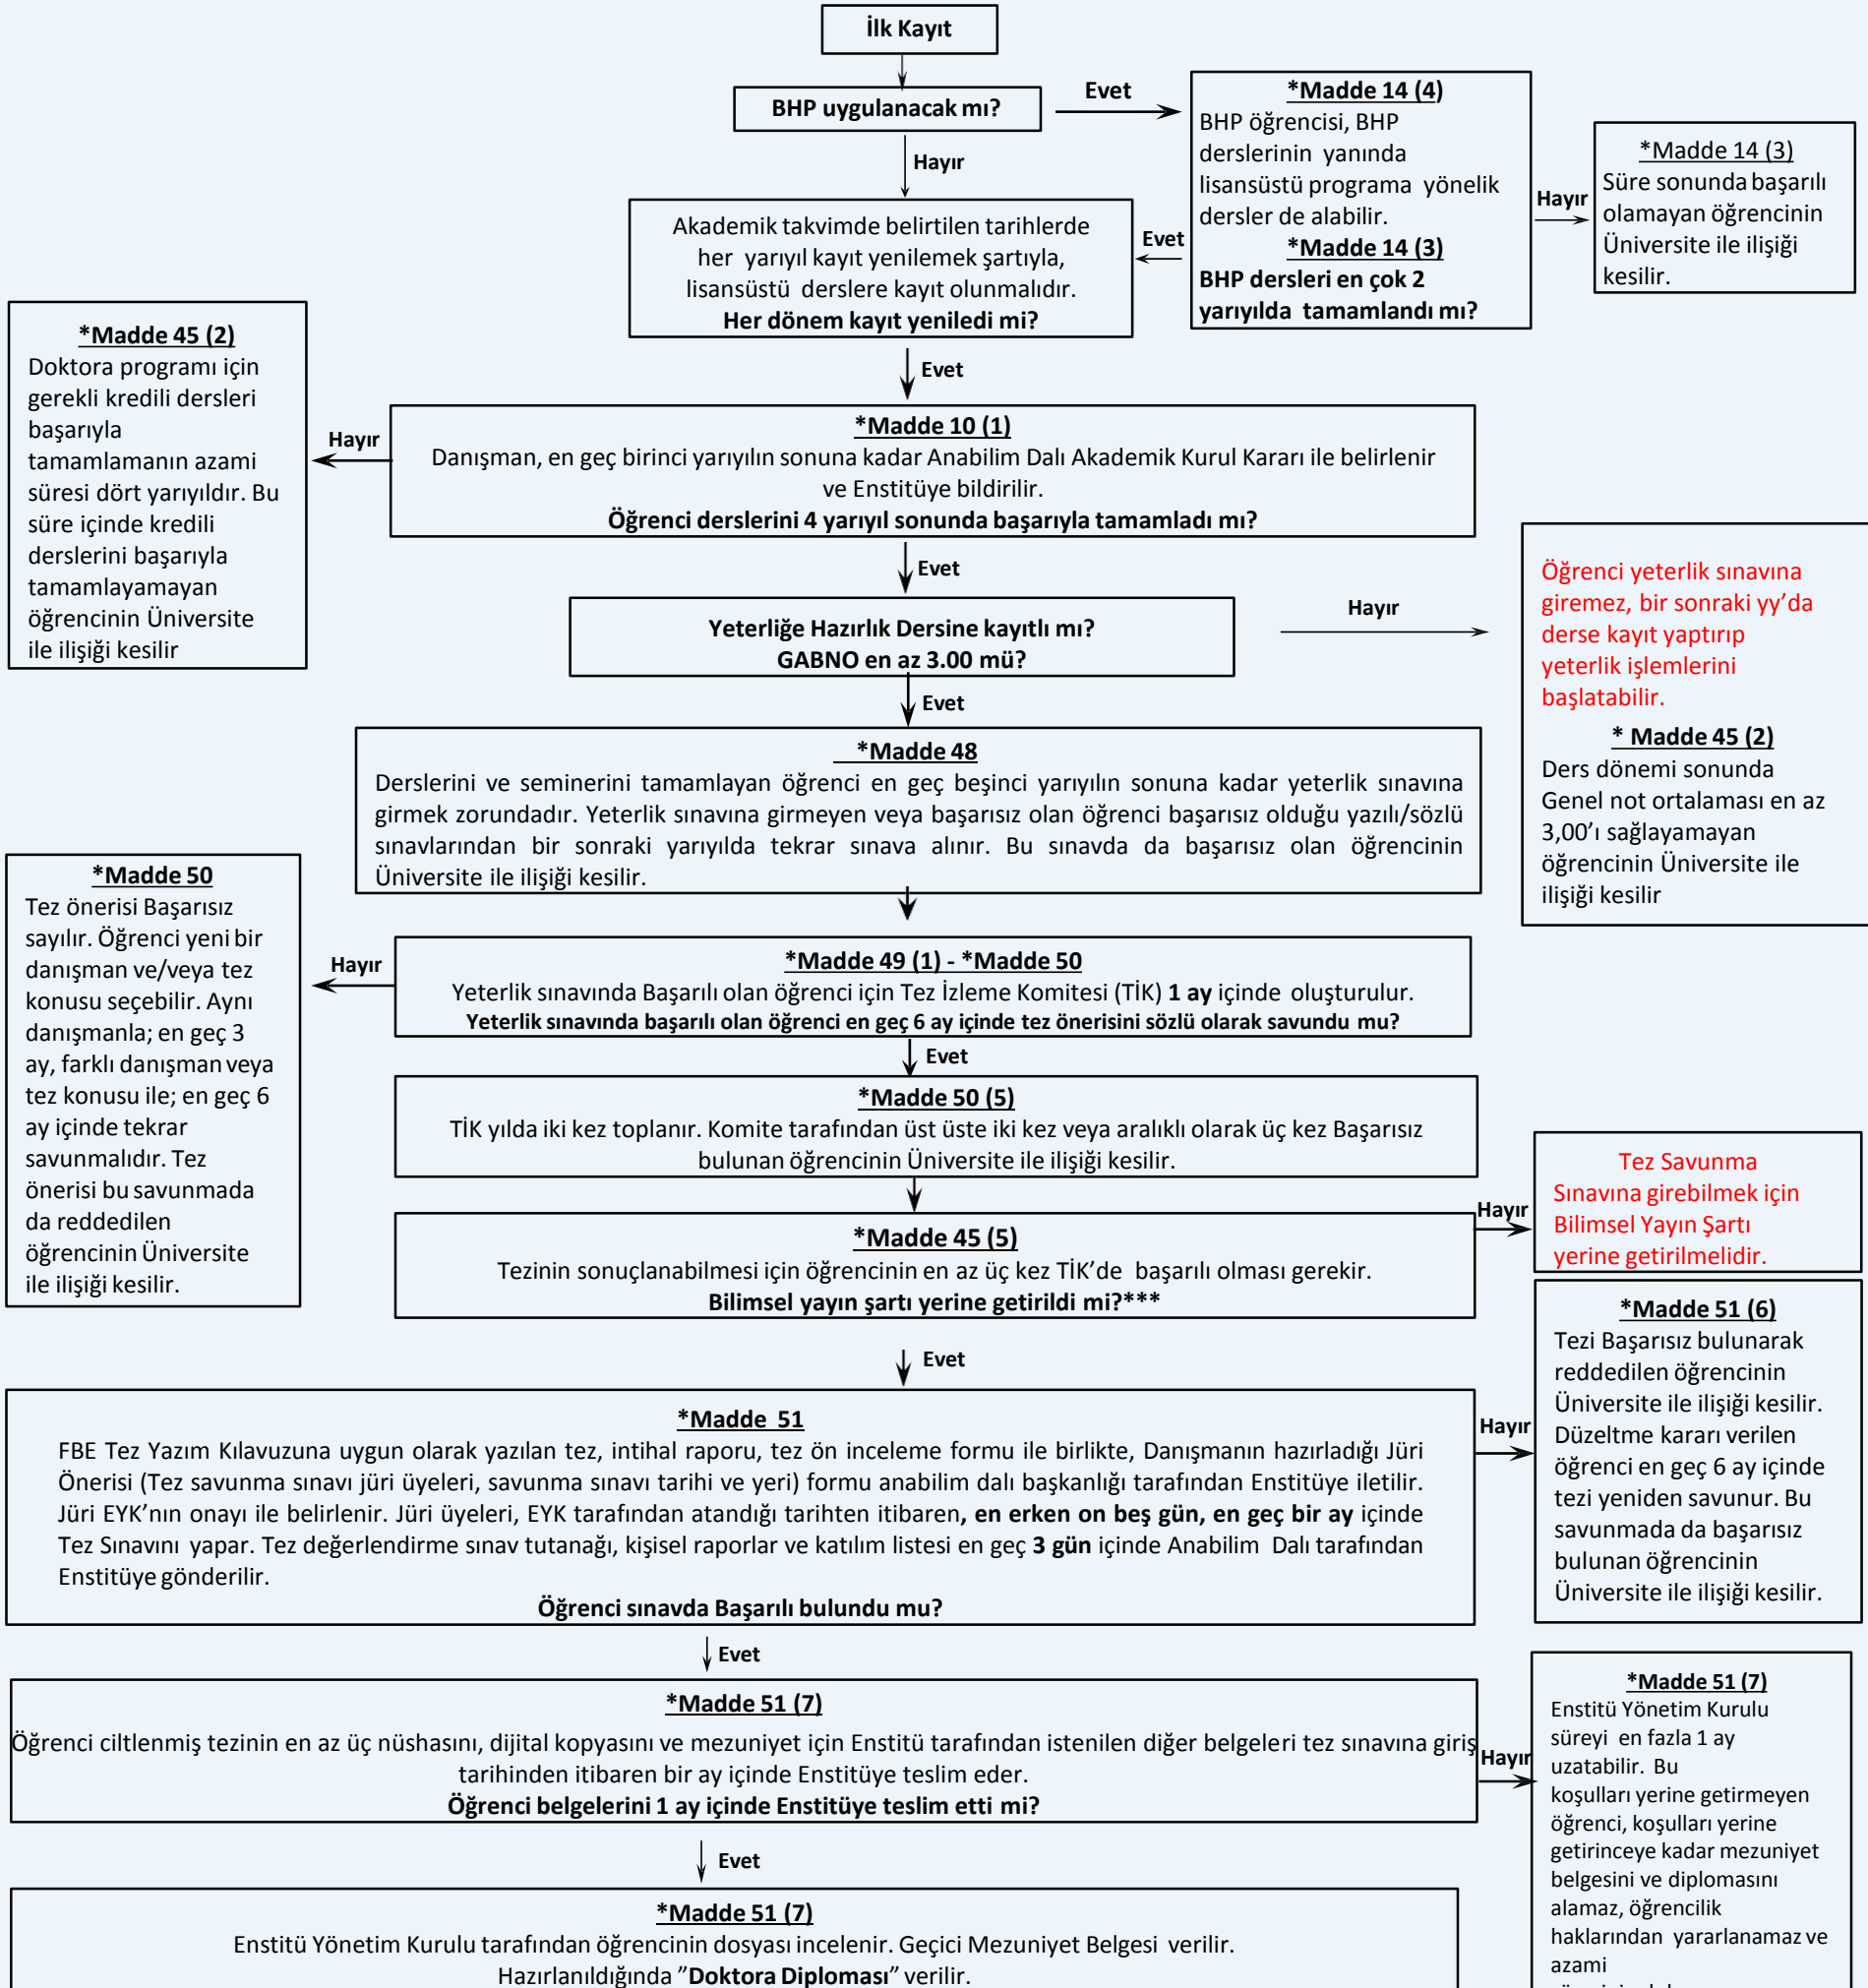 İlk Kayıt
BHP uygulanacak mı?
Evet
Hayır
*Madde 14 (4)
BHP öğrencisi, BHP
derslerinin yanında
lisansüstü programa yönelik
dersler de alabilir.
*Madde 14 (3)
BHP dersleri en çok 2
yarıyılda tamamlandı mı?
Hayır
*Madde 14 (3)
Süre sonunda başarılı
olamayan öğrencinin
Üniversite ile ilişiği
kesilir.
Evet
Akademik takvimde belirtilen tarihlerde
her yarıyıl kayıt yenilemek şartıyla,
lisansüstü derslere kayıt olunmalıdır.
Her dönem kayıt yeniledi mi?
Evet
*Madde 45 (2)
Doktora programı için
gerekli kredili dersleri
başarıyla
tamamlamanın azami
süresi dört yarıyıldır. Bu
süre içinde kredili
derslerini başarıyla
tamamlayamayan
öğrencinin Üniversite
ile ilişiği kesilir
Hayır
*Madde 10 (1)
Danışman, en geç birinci yarıyılın sonuna kadar Anabilim Dalı Akademik Kurul Kararı ile belirlenir
ve Enstitüye bildirilir.
Öğrenci derslerini 4 yarıyıl sonunda başarıyla tamamladı mı?
Evet
Yeterliğe Hazırlık Dersine kayıtlı mı?
GABNO en az 3.00 mü?
Hayır
Öğrenci yeterlik sınavına
giremez, bir sonraki yy’da
derse kayıt yaptırıp
yeterlik işlemlerini
başlatabilir.
* Madde 45 (2)
Ders dönemi sonunda
Genel not ortalaması en az
3,00’ı sağlayamayan
öğrencinin Üniversite ile
ilişiği kesilir
Evet
*Madde 48
Derslerini ve seminerini tamamlayan öğrenci en geç beşinci yarıyılın sonuna kadar yeterlik sınavına
girmek zorundadır. Yeterlik sınavına girmeyen veya başarısız olan öğrenci başarısız olduğu yazılı/sözlü
sınavlarından bir sonraki yarıyılda tekrar sınava alınır. Bu sınavda da başarısız olan öğrencinin
Üniversite ile ilişiği kesilir.
*Madde 50
Tez önerisi Başarısız
sayılır. Öğrenci yeni bir
danışman ve/veya tez
konusu seçebilir. Aynı
danışmanla; en geç 3
ay, farklı danışman veya
tez konusu ile; en geç 6
ay içinde tekrar
savunmalıdır. Tez
önerisi bu savunmada
da reddedilen
öğrencinin Üniversite
ile ilişiği kesilir.
Hayır
*Madde 49 (1) - *Madde 50
Yeterlik sınavında Başarılı olan öğrenci için Tez İzleme Komitesi (TİK) 1 ay içinde oluşturulur.
Yeterlik sınavında başarılı olan öğrenci en geç 6 ay içinde tez önerisini sözlü olarak savundu mu?
Evet
*Madde 50 (5)
TİK yılda iki kez toplanır. Komite tarafından üst üste iki kez veya aralıklı olarak üç kez Başarısız
bulunan öğrencinin Üniversite ile ilişiği kesilir.
*Madde 45 (5)
Tezinin sonuçlanabilmesi için öğrencinin en az üç kez TİK’de başarılı olması gerekir.
Bilimsel yayın şartı yerine getirildi mi?***
Hayır
Tez Savunma
Sınavına girebilmek için
Bilimsel Yayın Şartı
yerine getirilmelidir.
Evet
*Madde 51
FBE Tez Yazım Kılavuzuna uygun olarak yazılan tez, intihal raporu, tez ön inceleme formu ile birlikte, Danışmanın hazırladığı Jüri
Önerisi (Tez savunma sınavı jüri üyeleri, savunma sınavı tarihi ve yeri) formu anabilim dalı başkanlığı tarafından Enstitüye iletilir.
Jüri EYK’nın onayı ile belirlenir. Jüri üyeleri, EYK tarafından atandığı tarihten itibaren, en erken on beş gün, en geç bir ay içinde
Tez Sınavını yapar. Tez değerlendirme sınav tutanağı, kişisel raporlar ve katılım listesi en geç 3 gün içinde Anabilim Dalı tarafından
Enstitüye gönderilir.
Öğrenci sınavda Başarılı bulundu mu?
Hayır
*Madde 51 (6)
Tezi Başarısız bulunarak
reddedilen öğrencinin
Üniversite ile ilişiği kesilir.
Düzeltme kararı verilen
öğrenci en geç 6 ay içinde
tezi yeniden savunur. Bu
savunmada da başarısız
bulunan öğrencinin
Üniversite ile ilişiği kesilir.
Evet
*Madde 51 (7)
Öğrenci ciltlenmiş tezinin en az üç nüshasını, dijital kopyasını ve mezuniyet için Enstitü tarafından istenilen diğer belgeleri tez sınavına giriş
tarihinden itibaren bir ay içinde Enstitüye teslim eder.
Öğrenci belgelerini 1 ay içinde Enstitüye teslim etti mi?
Hayır
*Madde 51 (7)
Enstitü Yönetim Kurulu
süreyi en fazla 1 ay
uzatabilir. Bu
koşulları yerine getirmeyen
öğrenci, koşulları yerine
getirinceye kadar mezuniyet
belgesini ve diplomasını
alamaz, öğrencilik
haklarından yararlanamaz ve
azami
Evet
*Madde 51 (7)
Enstitü Yönetim Kurulu tarafından öğrencinin dosyası incelenir. Geçici Mezuniyet Belgesi verilir.
Hazırlanıldığında ”Doktora Diploması” verilir.